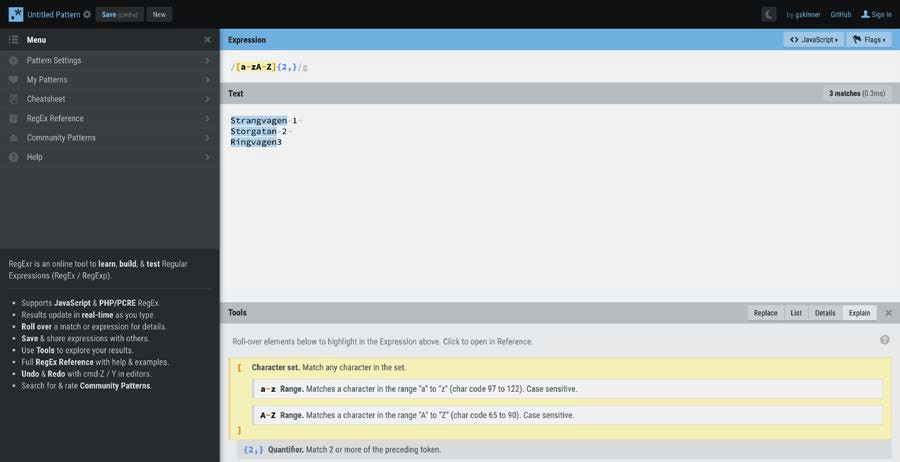 Untitled Pattern
Save (cmd-s)
New
by gskinner
GitHub
Sign In
Menu
Pattern Settings
My Patterns
Cheatsheet
RegEx Reference
Community Patterns
Help
RegExr is an online tool to learn, build, & test Regular
Expressions (RegEx / RegExp).
• Supports JavaScript & PHP/PCRE RegEx.
• Results update in real-time as you type.
• Roll over a match or expression for details.
• Save & share expressions with others.
• Use Tools to explore your results.
• Full RegEx Reference with help & examples.
• Undo & Redo with cmd Z / Y in editors.
• Search for & rate Community Patterns.
Expression
<> JavaScript
Flags
/[a-zA-Z]{2,}/g
Text
3 matches (0.3ms)
Strangvagen 1
Storgatan 2
Ringvagen3
Tools
Replace
List
Details
Explain
Roll-over elements below to highlight in the Expression above. Click to open in Reference.
[ Character set. Match any character in the set.
a-z Range. Matches a character in the range "a" to "z" (char code 97 to 122). Case sensitive.
A-Z Range. Matches a character in the range "A" to "Z" (char code 65 to 90). Case sensitive.
]
{2,} Quantifier. Match 2 or more of the preceding token.